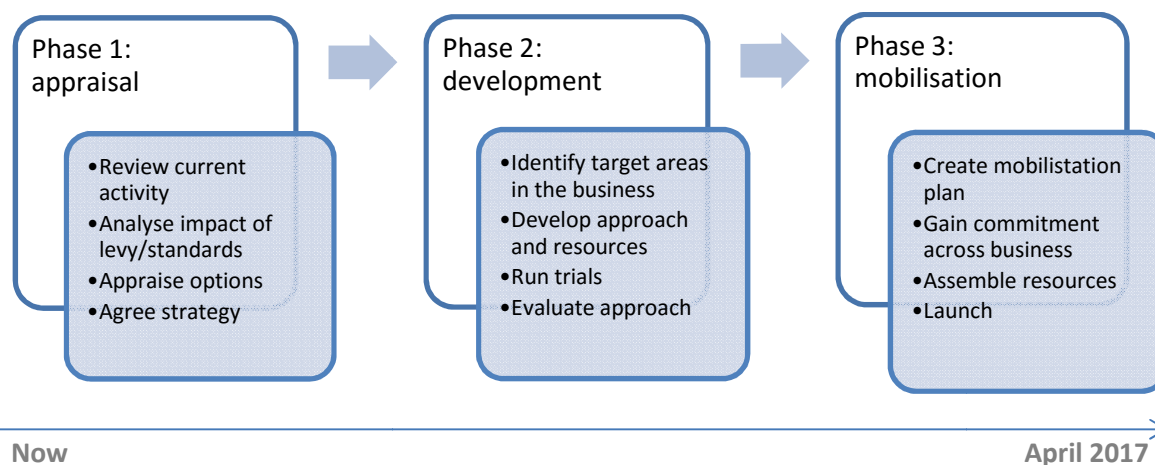 Phase 1:
appraisal
•Review current
activity
•Analyse impact of
levy/standards
•Appraise options
•Agree strategy
Phase 2:
development
•Identify target areas
in the business
•Develop approach
and resources
•Run trials
•Evaluate approach
Phase 3:
mobilisation
•Create mobilistation
plan
•Gain commitment
across business
•Assemble resources
•Launch
Now
April 2017